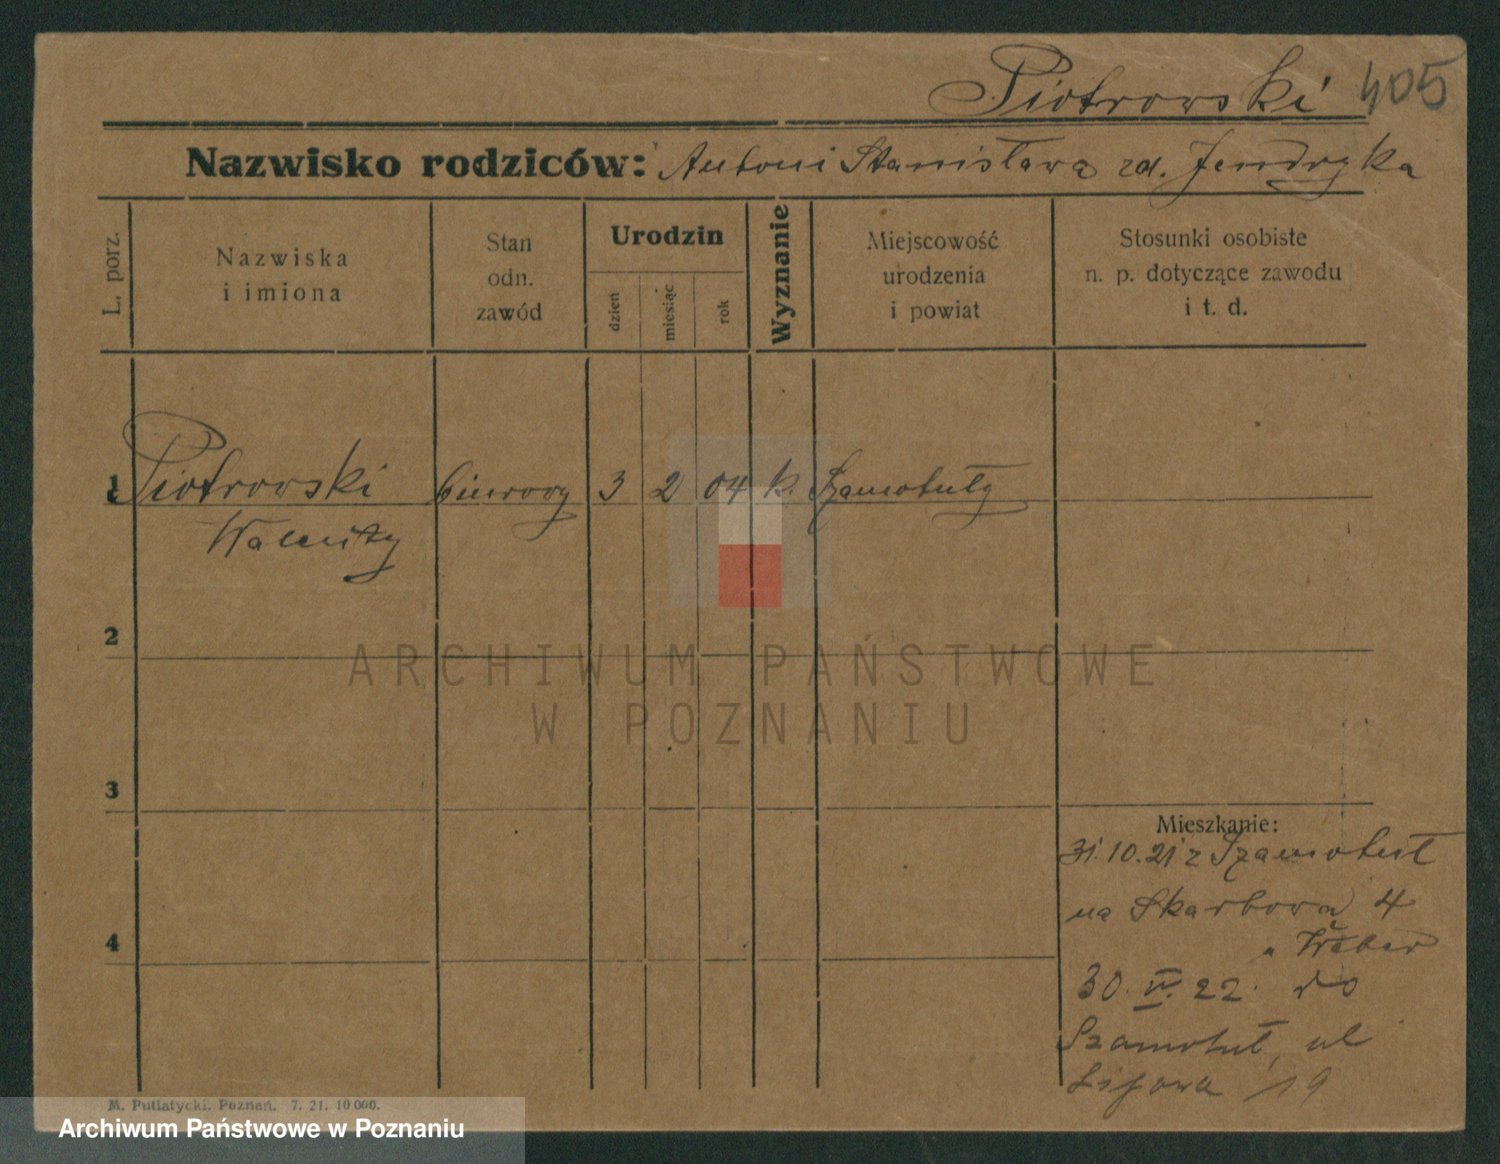 Piotrowski 405
Nazwisko rodziców: Antoni Stanisława zd. Jendryka
L. porz.
Nazwiska
i imiona
Stan
odn.
zawód
Urodzin
dzień
miesiąc
rok
Wyznanie
Miejscowość
urodzenia
i powiat
Stosunki osobiste
n. p. dotyczące zawodu
i t. d.
1 Piotrowski biurowy 3 2 04 k. Szamotuły
Walenty
2
ARCHIWUM PAŃSTWOWE
W POZNANIU
3
Mieszkanie:
31.10.21 z Szamotuł
na Skarbowa 4
30. 22. do
4
Szamotuł, ul
19
M. Putiatycki. Poznań. 7. 21. 10 000.
Archiwum Państwowe w Poznaniu